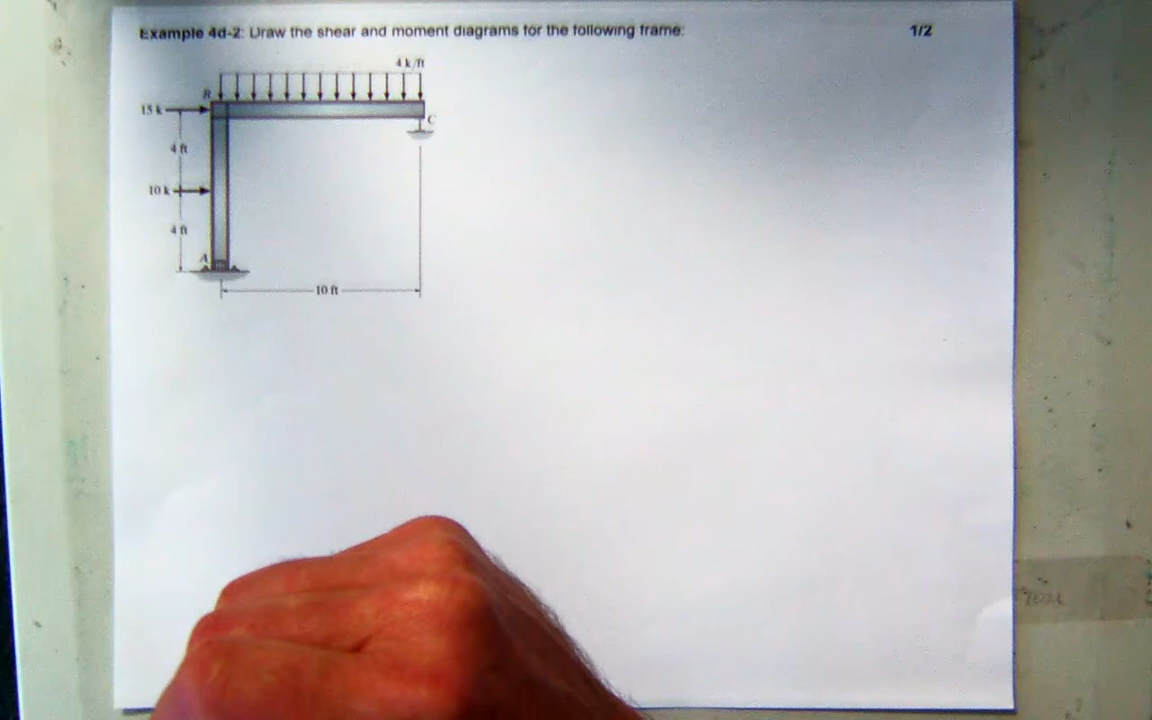 Example 4d-2: Draw the shear and moment diagrams for the following frame:
1/2
4 k/ft
B
15 k
C
4 ft
10 k
4 ft
A
10 ft